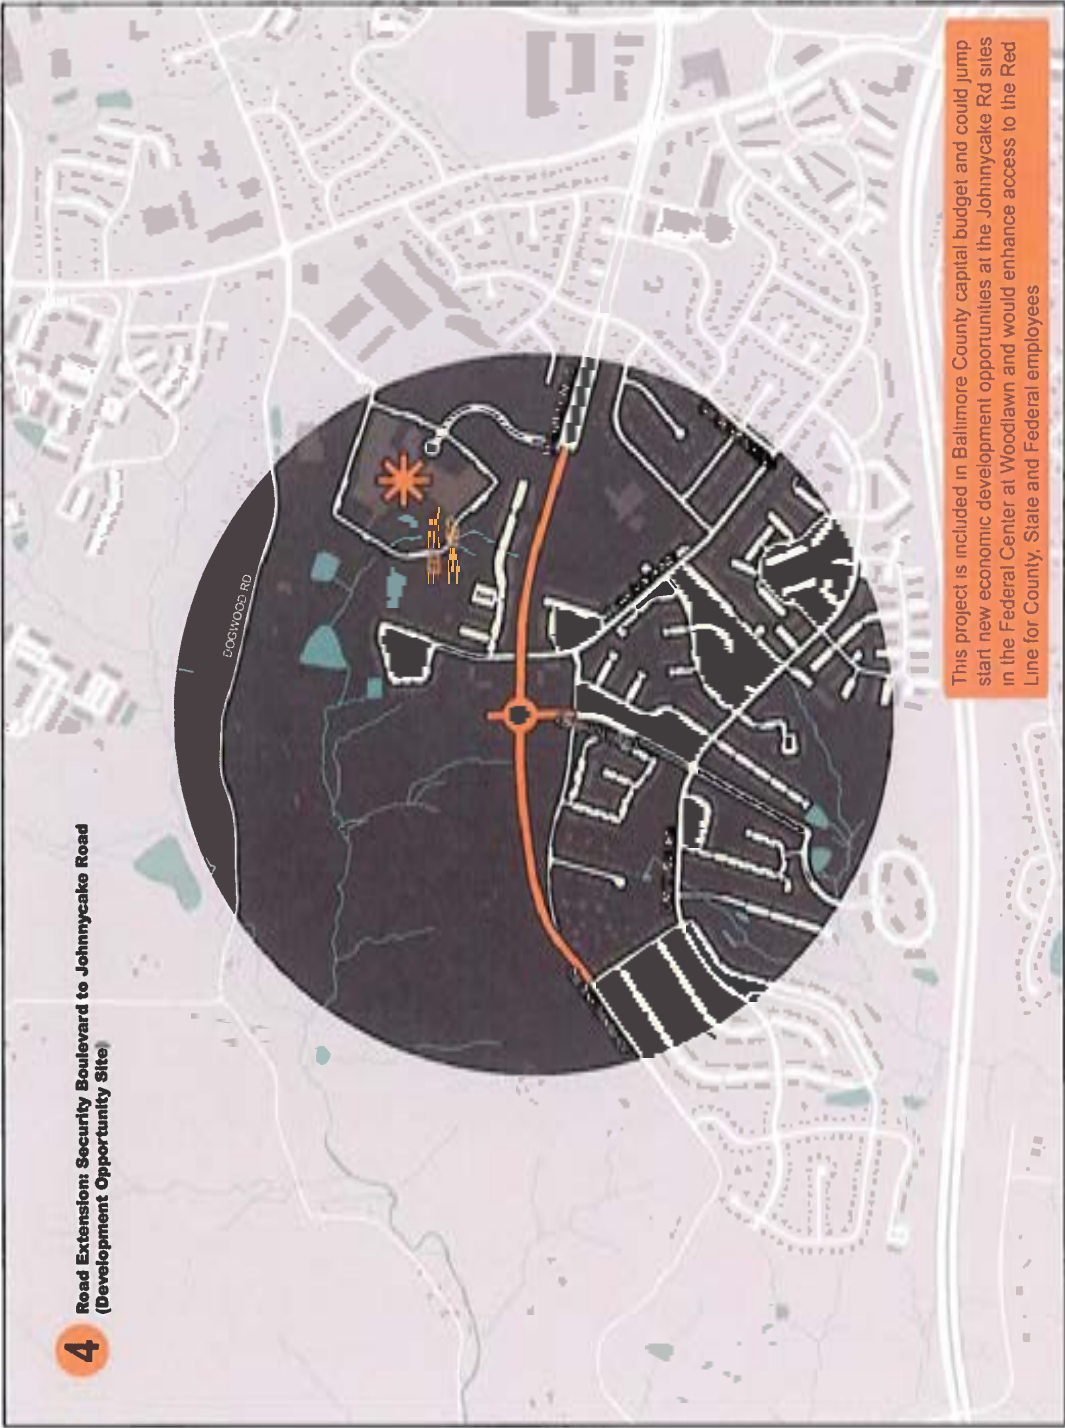 4
Road Extension: Security Boulevard to Johnnycake Road
(Development Opportunity Site)
DOGWOOD RD
This project is included in Baltimore County capital budget and could jump
start new economic development opportunities at the Johnnycake Rd sites
in the Federal Center at Woodlawn and would enhance access to the Red
Line for County, State and Federal employees